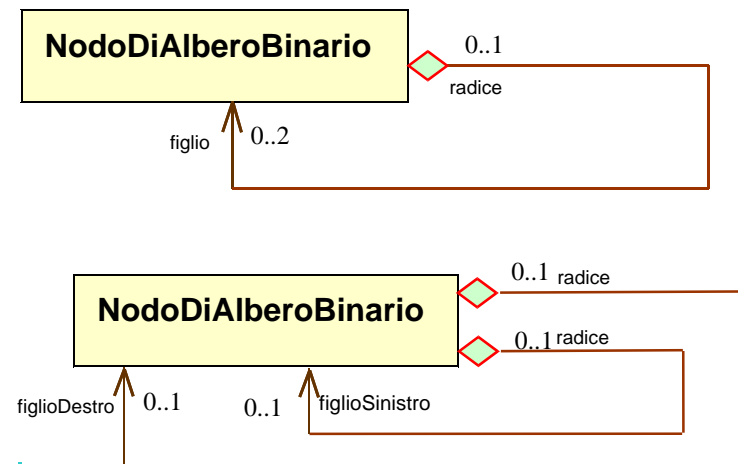 NodoDiAlberoBinario
0..1
radice
figlio
0..2
NodoDiAlberoBinario
0..1 radice
0..1 radice
figlioDestro
0..1
0..1
figlioSinistro